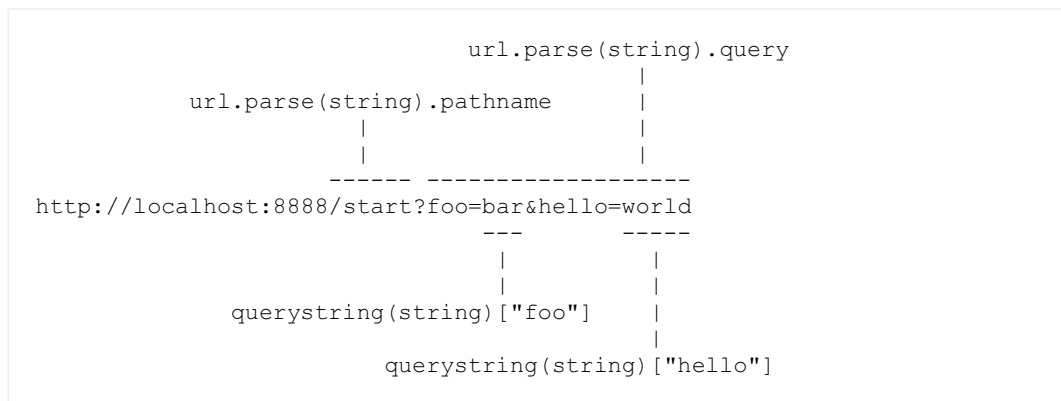 url.parse(string).query
|
url.parse(string).pathname |
| |
| |
------ -------------------
http://localhost:8888/start?foo=bar&hello=world
--- -----
| |
| |
querystring(string)["foo"] |
|
querystring(string)["hello"]